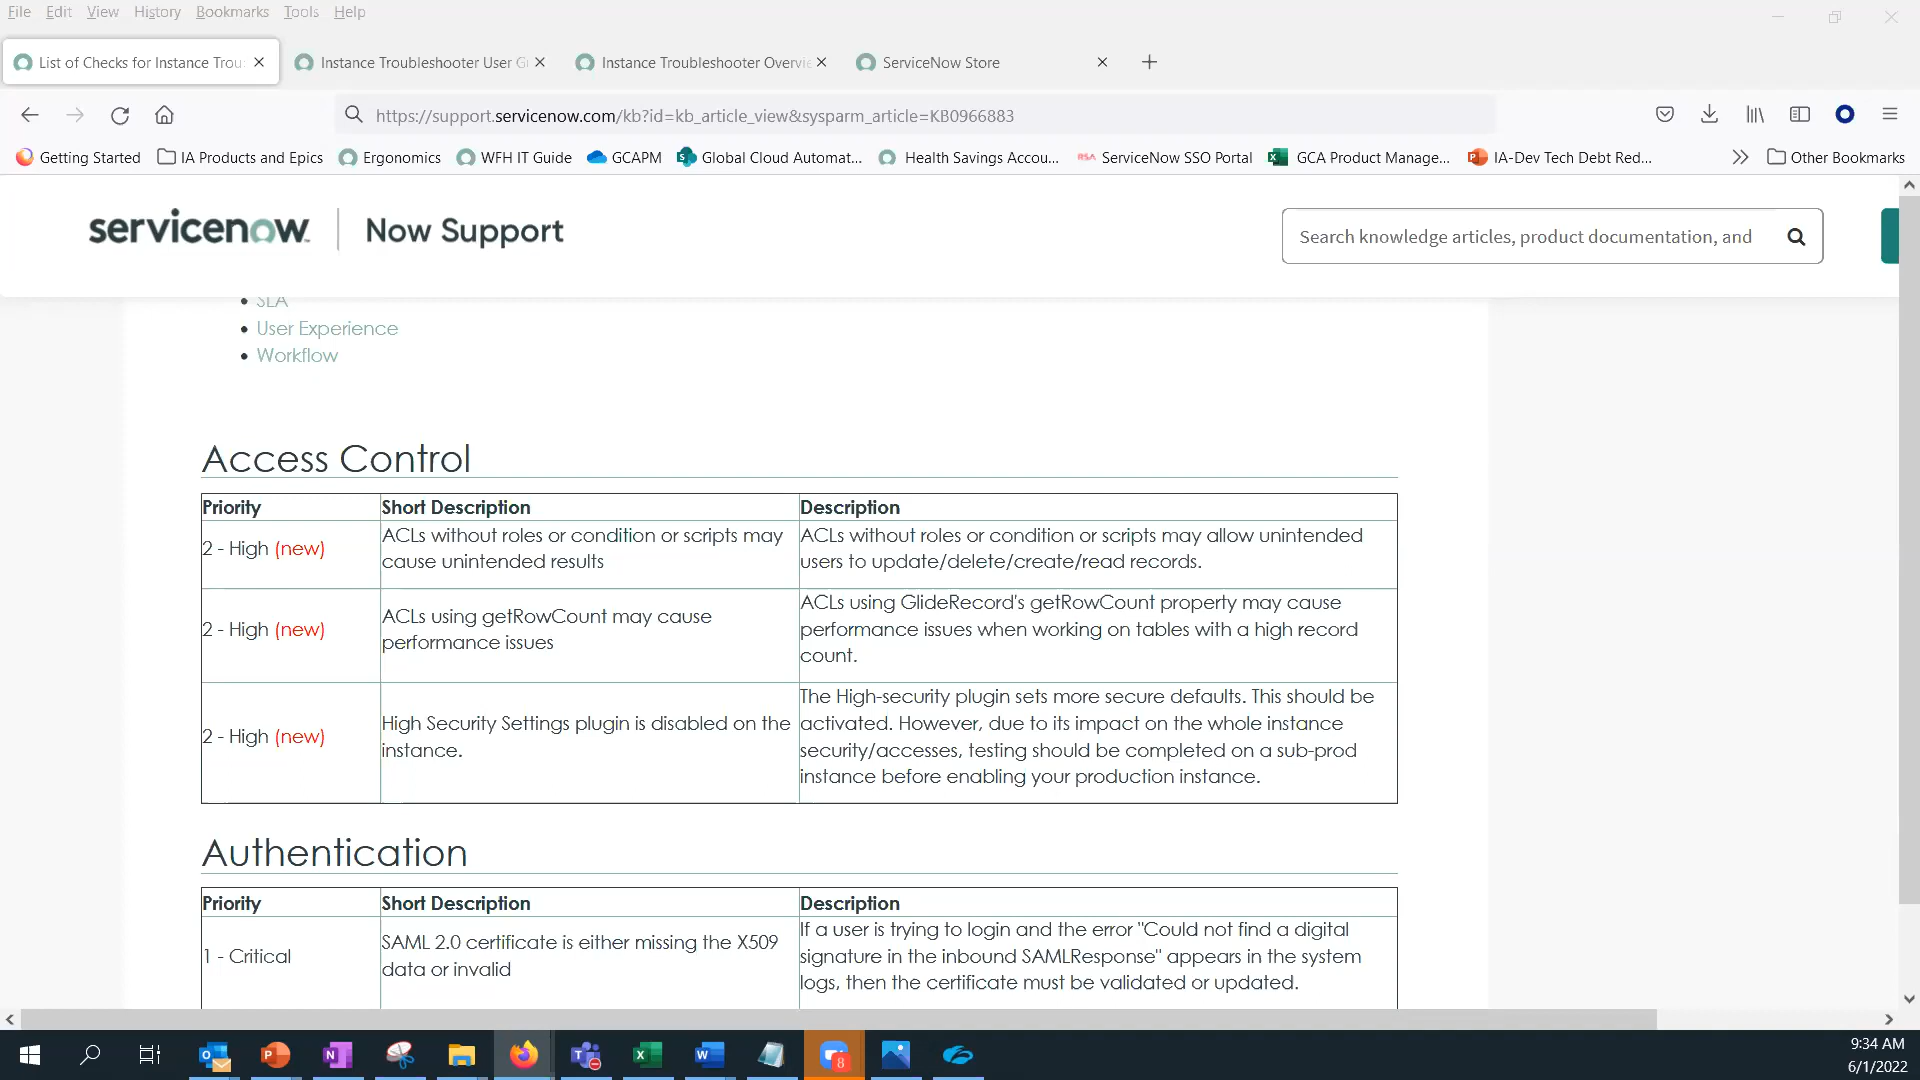 File Edit View History Bookmarks Tools Help
List of Checks for Instance Trou
Instance Troubleshooter User G
Instance Troubleshooter Overvie
ServiceNow Store
https://support.servicenow.com/kb?id=kb_article_view&sysparm_article=KB0966883
Getting Started
IA Products and Epics
Ergonomics
WFH IT Guide
GCAPM
Global Cloud Automat...
Health Savings Accou...
RSA
ServiceNow SSO Portal
GCA Product Manage...
IA-Dev Tech Debt Red...
Other Bookmarks
servicenow
Now Support
Search knowledge articles, product documentation, and
SLA
User Experience
Workflow
Access Control
Priority
Short Description
Description
2 - High (new)
ACLs without roles or condition or scripts may
cause unintended results
ACLs without roles or condition or scripts may allow unintended
users to update/delete/create/read records.
2 - High (new)
ACLs using getRowCount may cause
performance issues
ACLs using GlideRecord's getRowCount property may cause
performance issues when working on tables with a high record
count.
2 - High (new)
High Security Settings plugin is disabled on the
instance.
The High-security plugin sets more secure defaults. This should be
activated. However, due to its impact on the whole instance
security/accesses, testing should be completed on a sub-prod
instance before enabling your production instance.
Authentication
Priority
Short Description
Description
1 - Critical
SAML 2.0 certificate is either missing the X509
data or invalid
If a user is trying to login and the error "Could not find a digital
signature in the inbound SAMLResponse" appears in the system
logs, then the certificate must be validated or updated.
8
9:34 AM
6/1/2022